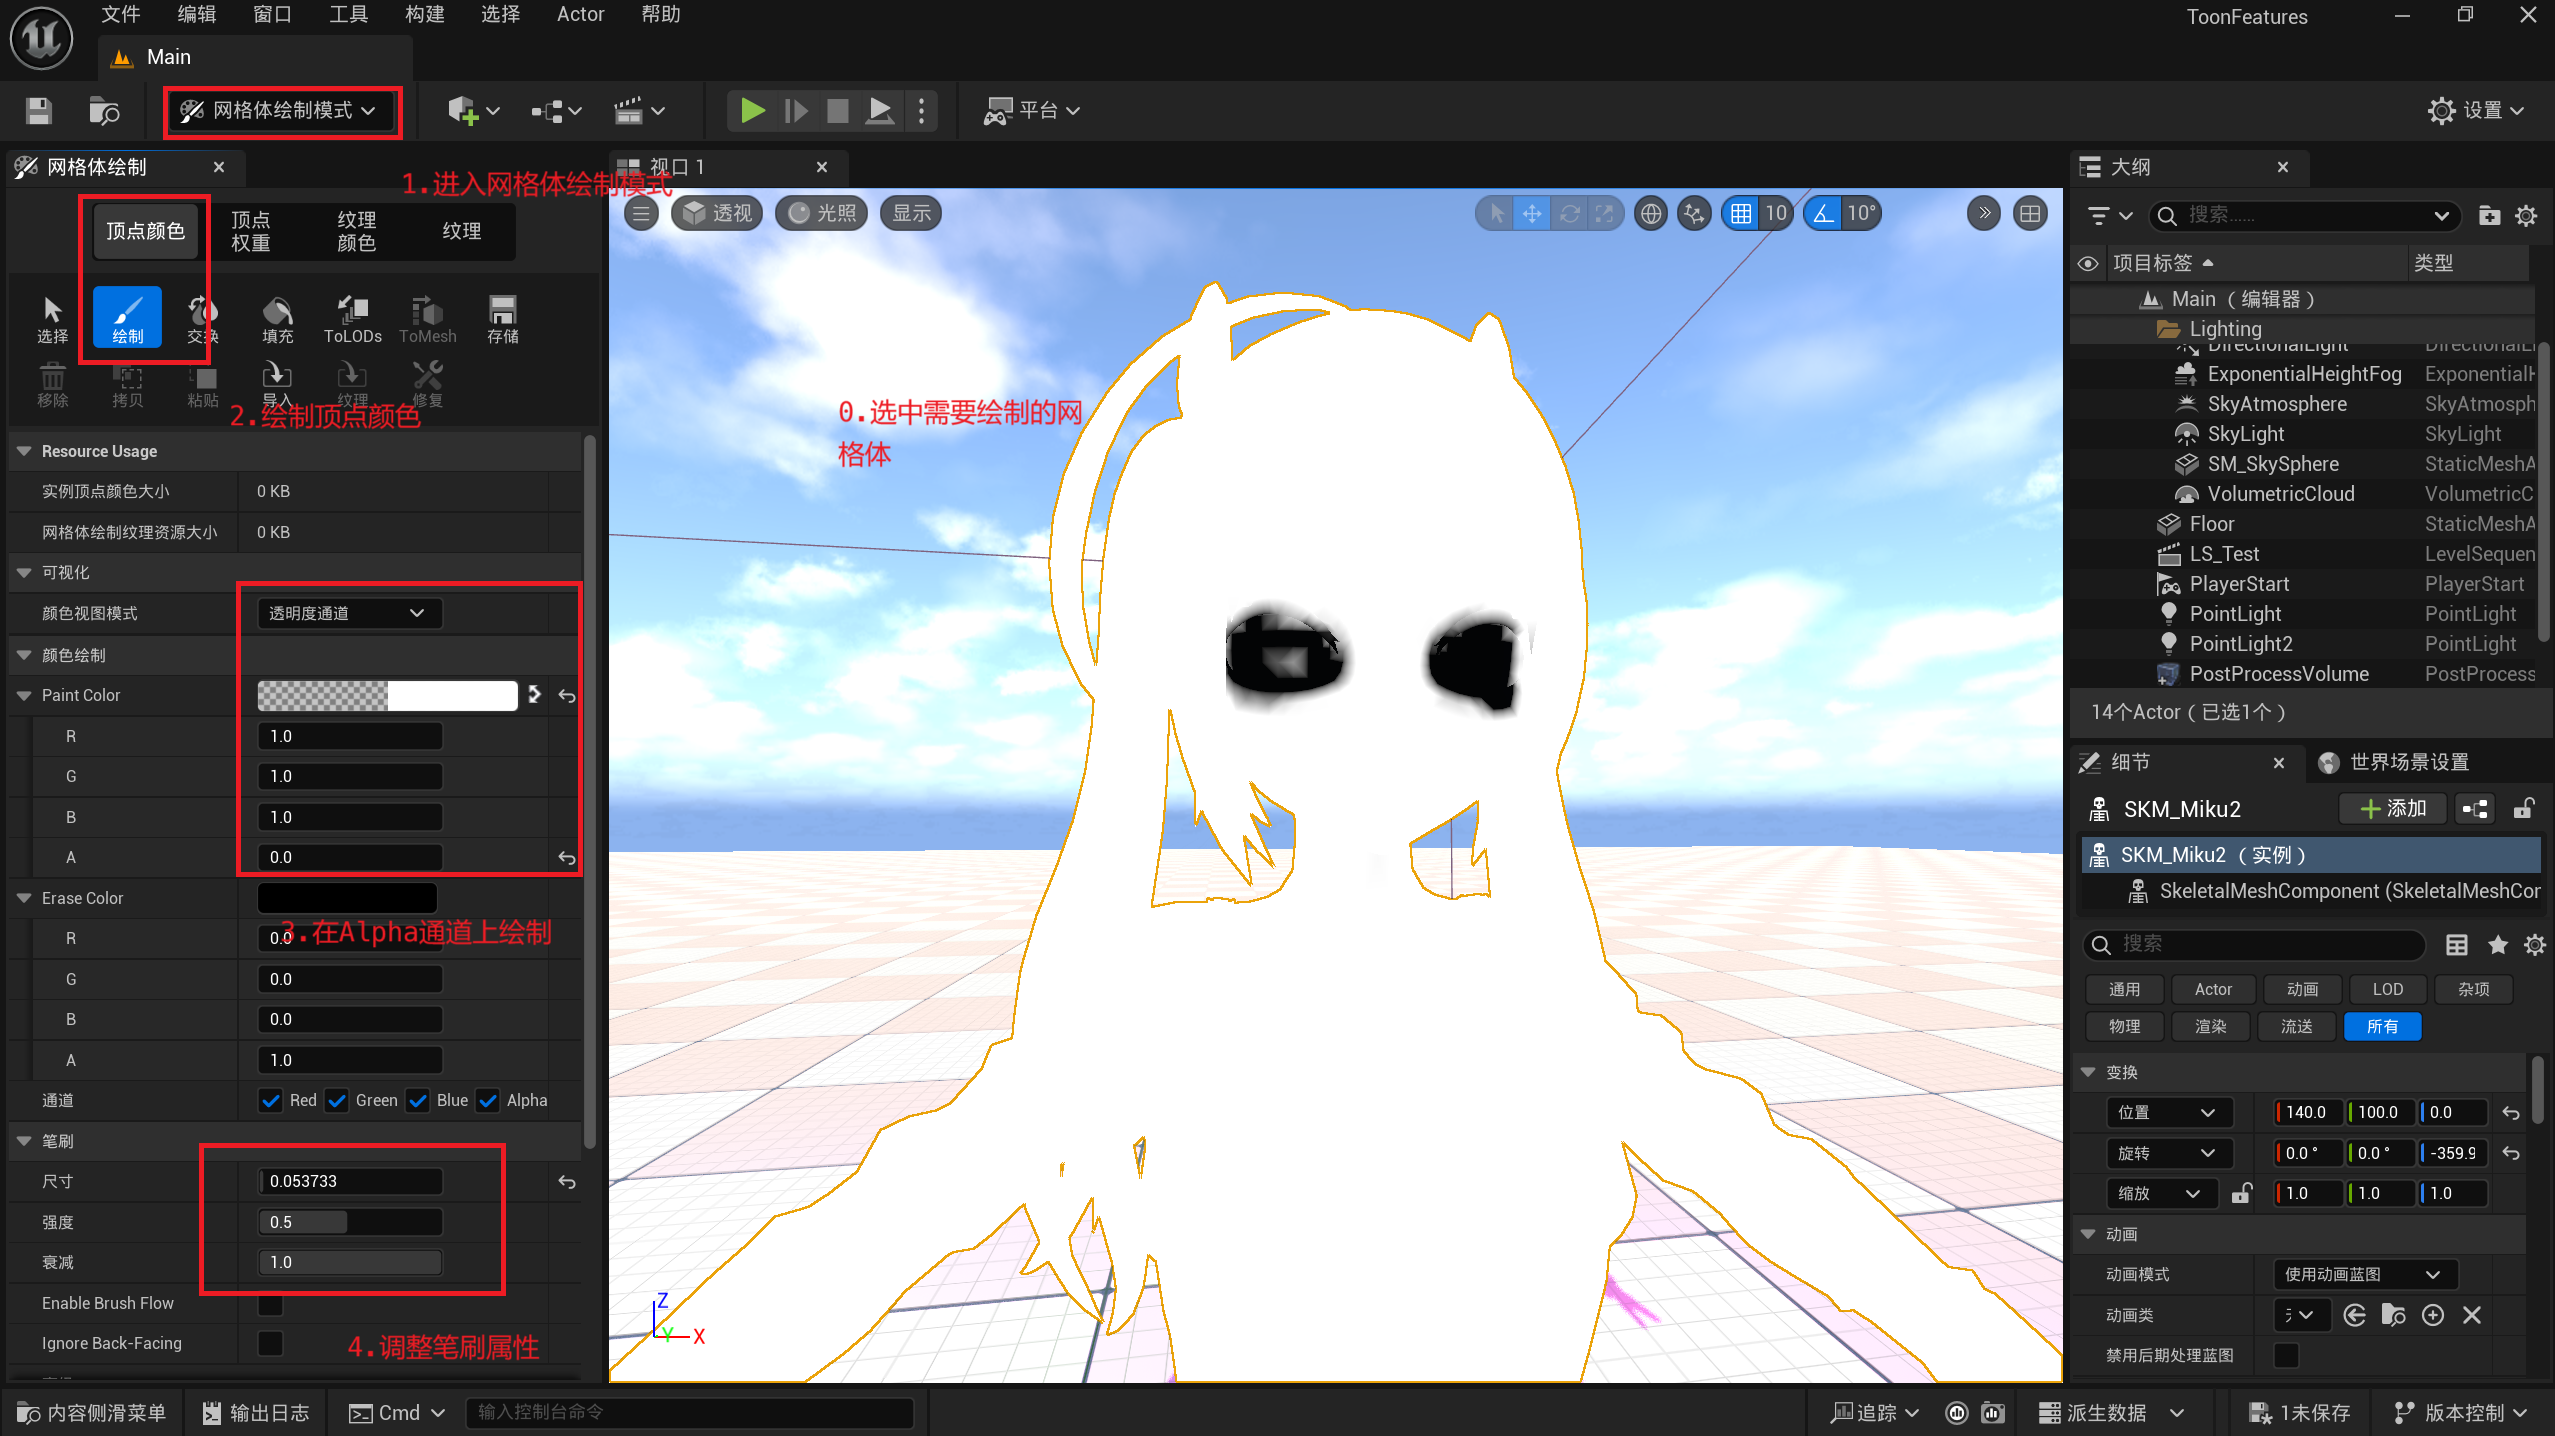 文件 编辑 窗口 工具 构建 选择 Actor 帮助
ToonFeatures
Main
网格体绘制模式
平台
设置
网格体绘制
1.进入网格体绘制模式
视口 1
大纲
顶点颜色
顶点
权重
纹理
颜色
纹理
选择 绘制 交换 填充 ToLODs ToMesh 存储
移除 拷贝 粘贴 导入 纹理 修复
2.绘制顶点颜色
Resource Usage
实例顶点颜色大小 0 KB
网格体绘制纹理资源大小 0 KB
可视化
颜色视图模式 透明度通道
颜色绘制
Paint Color
R 1.0
G 1.0
B 1.0
A 0.0
Erase Color
R 0.0
3.在Alpha通道上绘制
G 0.0
B 0.0
A 1.0
通道 Red Green Blue Alpha
笔刷
尺寸 0.053733
强度 0.5
衰减 1.0
Enable Brush Flow
Ignore Back-Facing
4.调整笔刷属性
透视 光照 显示
10 10°
0.选中需要绘制的网
格体
Z
Y X
搜索......
项目标签 类型
Main （编辑器）
Lighting
DirectionalLight DirectionalLi
ExponentialHeightFog ExponentialH
SkyAtmosphere SkyAtmosph
SkyLight SkyLight
SM_SkySphere StaticMeshA
VolumetricCloud VolumetricC
Floor StaticMeshA
LS_Test LevelSequen
PlayerStart PlayerStart
PointLight PointLight
PointLight2 PointLight
PostProcessVolume PostProcess
14个Actor（已选1个）
细节 世界场景设置
SKM_Miku2 添加
SKM_Miku2 （实例）
SkeletalMeshComponent (SkeletalMeshCor
搜索
通用 Actor 动画 LOD 杂项
物理 渲染 流送 所有
变换
位置 140.0 100.0 0.0
旋转 0.0 ° 0.0 ° -359.9
缩放 1.0 1.0 1.0
动画
动画模式 使用动画蓝图
动画类
禁用后期处理蓝图
内容侧滑菜单 输出日志 Cmd 输入控制台命令
追踪 派生数据 1未保存 版本控制